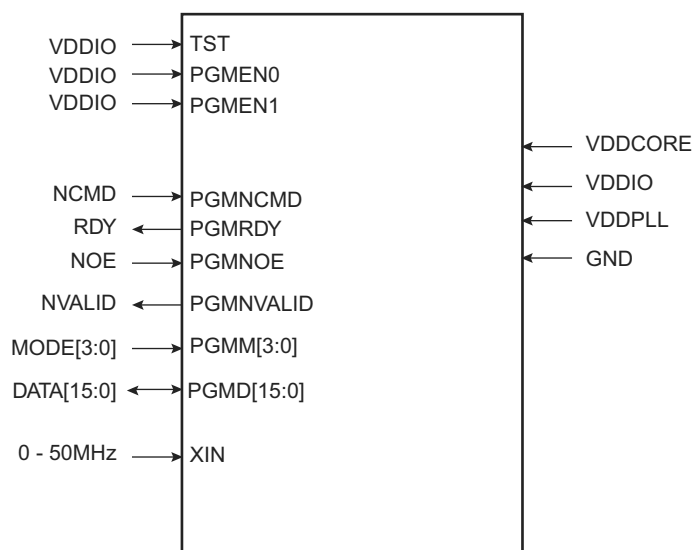 VDDIO TST
VDDIO PGMEN0
VDDIO PGMEN1
VDDCORE
VDDIO
NCMD PGMNCMD
VDDPLL
RDY PGMRDY
NOE PGMNOE
GND
NVALID PGMNVALID
MODE[3:0] PGMM[3:0]
DATA[15:0] PGMD[15:0]
0 - 50MHz XIN